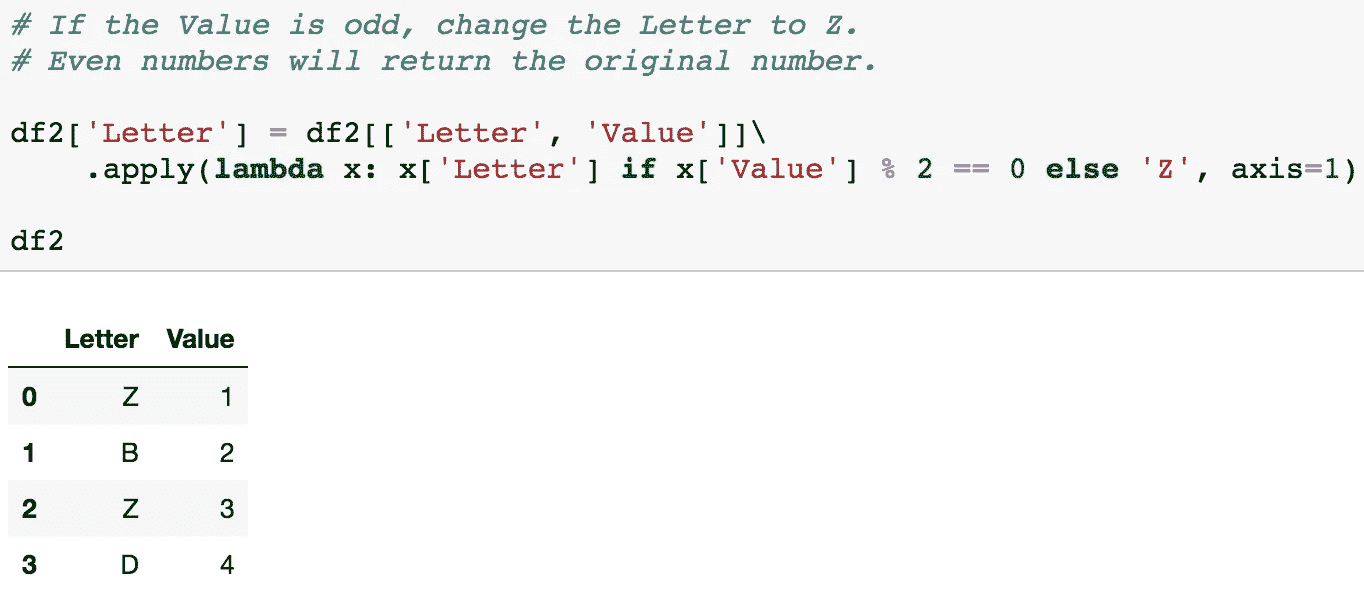 # If the Value is odd, change the Letter to Z.
# Even numbers will return the original number.
df2['Letter'] = df2[['Letter', 'Value']]\
.apply(lambda x: x['Letter'] if x['Value'] % 2 == 0 else 'Z', axis=1)
df2
Letter Value
0 Z 1
1 B 2
2 Z 3
3 D 4